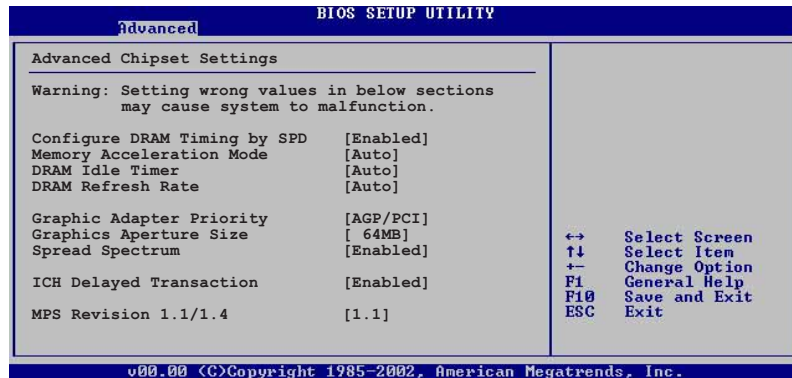 BIOS SETUP UTILITY
Advanced
Advanced Chipset Settings
Warning: Setting wrong values in below sections
may cause system to malfunction.
Configure DRAM Timing by SPD [Enabled]
Memory Acceleration Mode [Auto]
DRAM Idle Timer [Auto]
DRAM Refresh Rate [Auto]
Graphic Adapter Priority [AGP/PCI]
Graphics Aperture Size [ 64MB]
Spread Spectrum [Enabled]
ICH Delayed Transaction [Enabled]
MPS Revision 1.1/1.4 [1.1]
←→ Select Screen
↑↓ Select Item
+- Change Option
F1 General Help
F10 Save and Exit
ESC Exit
v00.00 (C)Copyright 1985-2002, American Megatrends, Inc.